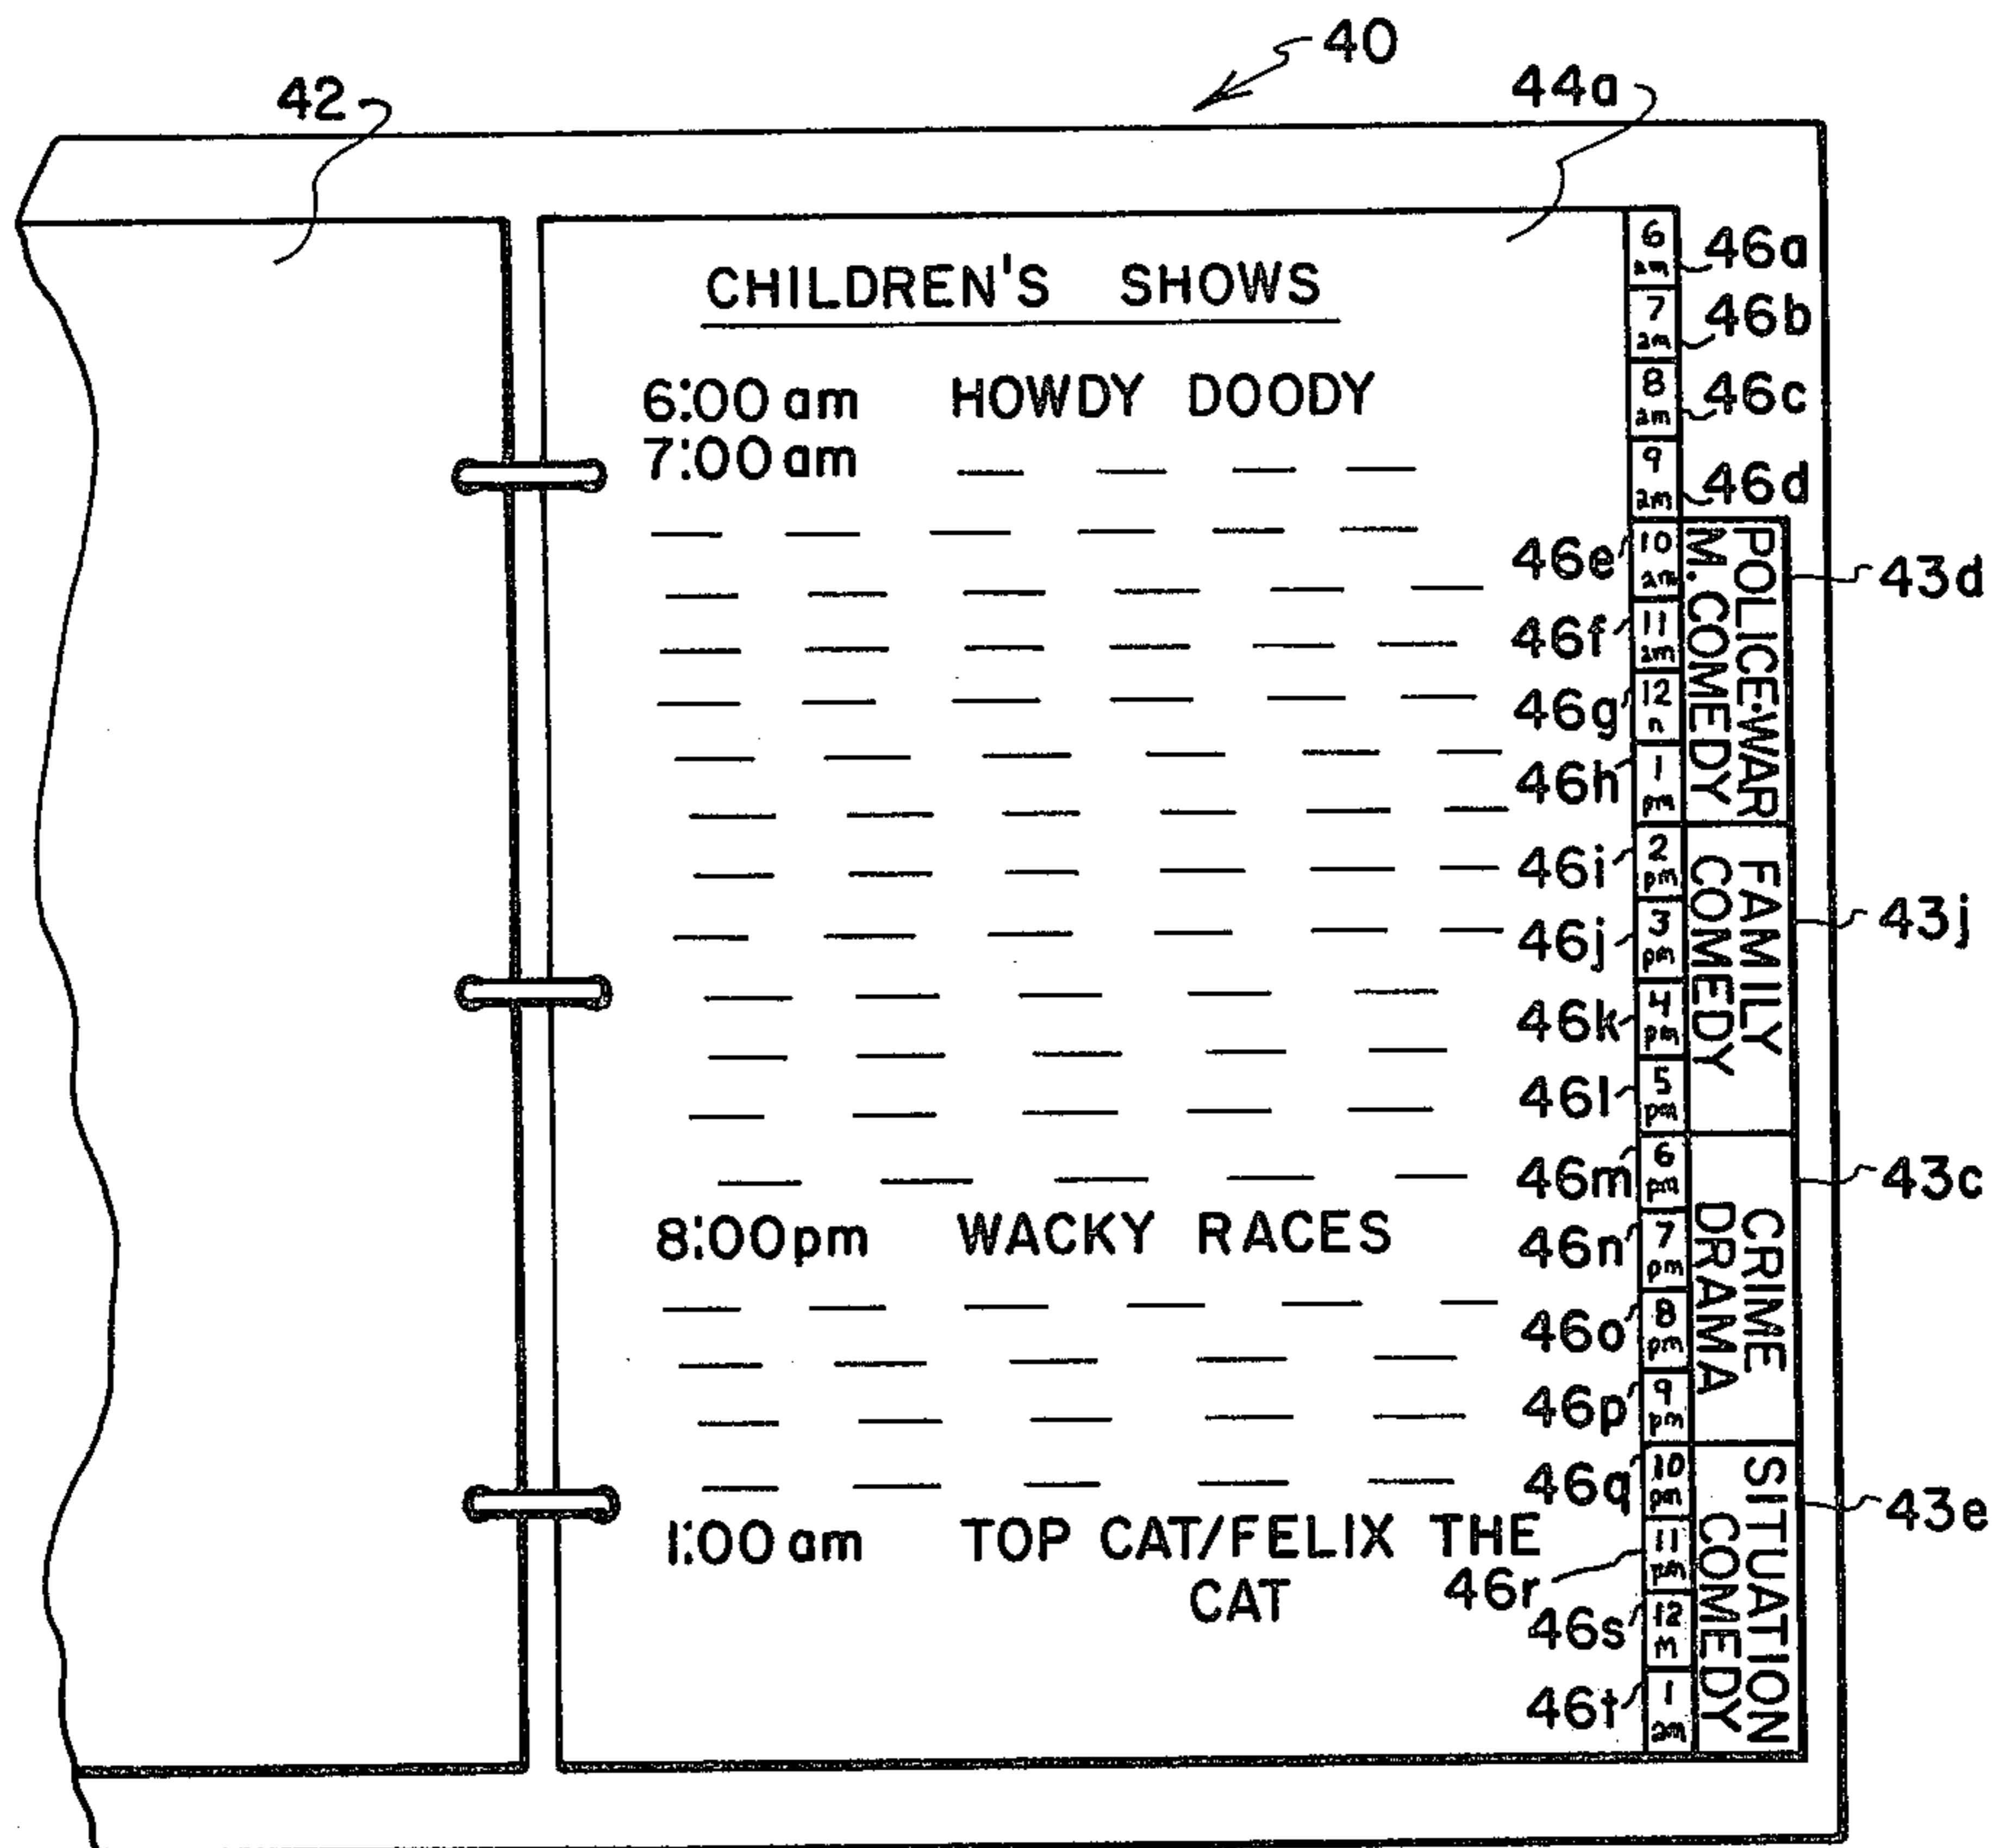 40
42
44a
CHILDREN'S SHOWS
6:00 am HOWDY DOODY
7:00 am
8:00 pm WACKY RACES
1:00 am TOP CAT/FELIX THE
CAT
6 am 46a
7 am 46b
8 am 46c
9 am 46d
46e 10 am
46f 11 am
46g 12 n
46h 1 pm
46i 2 pm
46j 3 pm
46k 4 pm
46l 5 pm
46m 6 pm
46n 7 pm
46o 8 pm
46p 9 pm
46q 10 pm
46r 11 pm
46s 12 M
46t 1 am
POLICE·WAR
M. COMEDY
43d
FAMILY
COMEDY
43j
CRIME
DRAMA
43c
SITUATION
COMEDY
43e